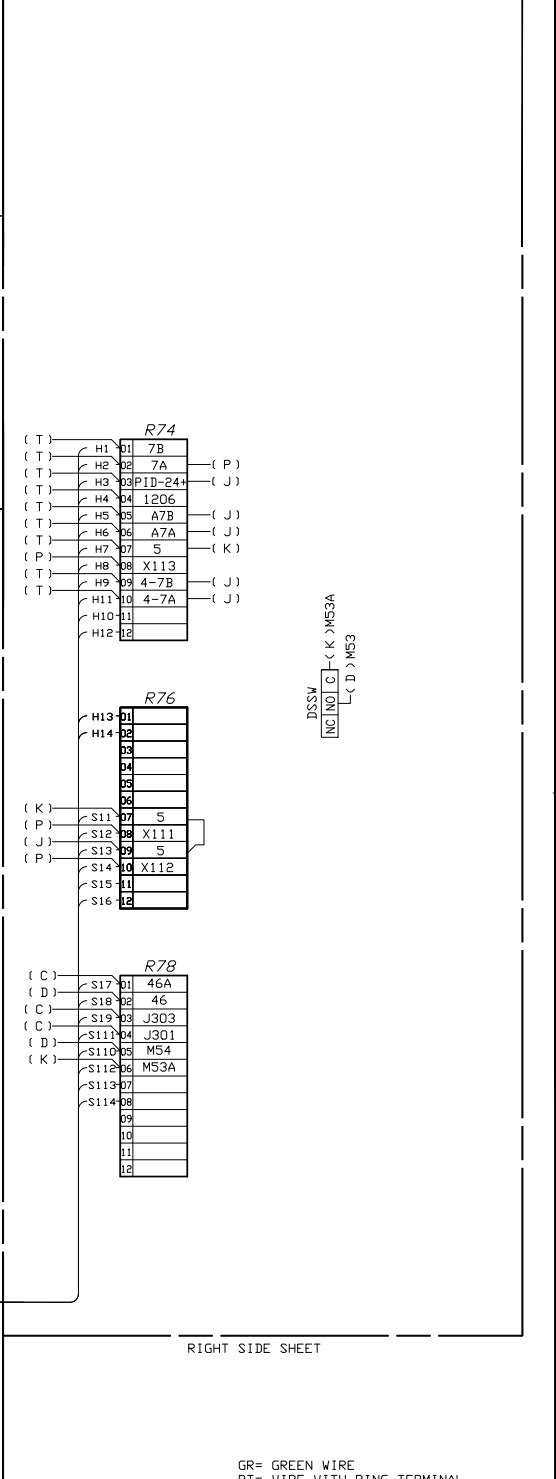 R74
( T )
H1 01 7B
( T )
H2 02 7A ( P )
( T )
H3 03 PID-24+ ( J )
( T )
H4 04 1206
( T )
H5 05 A7B ( J )
( T )
H6 06 A7A ( J )
( T )
H7 07 5 ( K )
( P )
H8 08 X113
( T )
H9 09 4-7B ( J )
( T )
H11 10 4-7A ( J )
H10 11
H12 12
DSSW
NC NO C
( K ) M53A
( D ) M53
R76
H13 01
H14 02
03
04
05
06
( K )
S11 07 5
( P )
S12 08 X111
( J )
S13 09 5
( P )
S14 10 X112
S15 11
S16 12
R78
( C )
S17 01 46A
( D )
S18 02 46
( C )
S19 03 J303
( C )
S111 04 J301
( D )
S110 05 M54
( K )
S112 06 M53A
S113 07
S114 08
09
10
11
12
RIGHT SIDE SHEET
GR= GREEN WIRE
RT= WIRE WITH RING TERMINAL